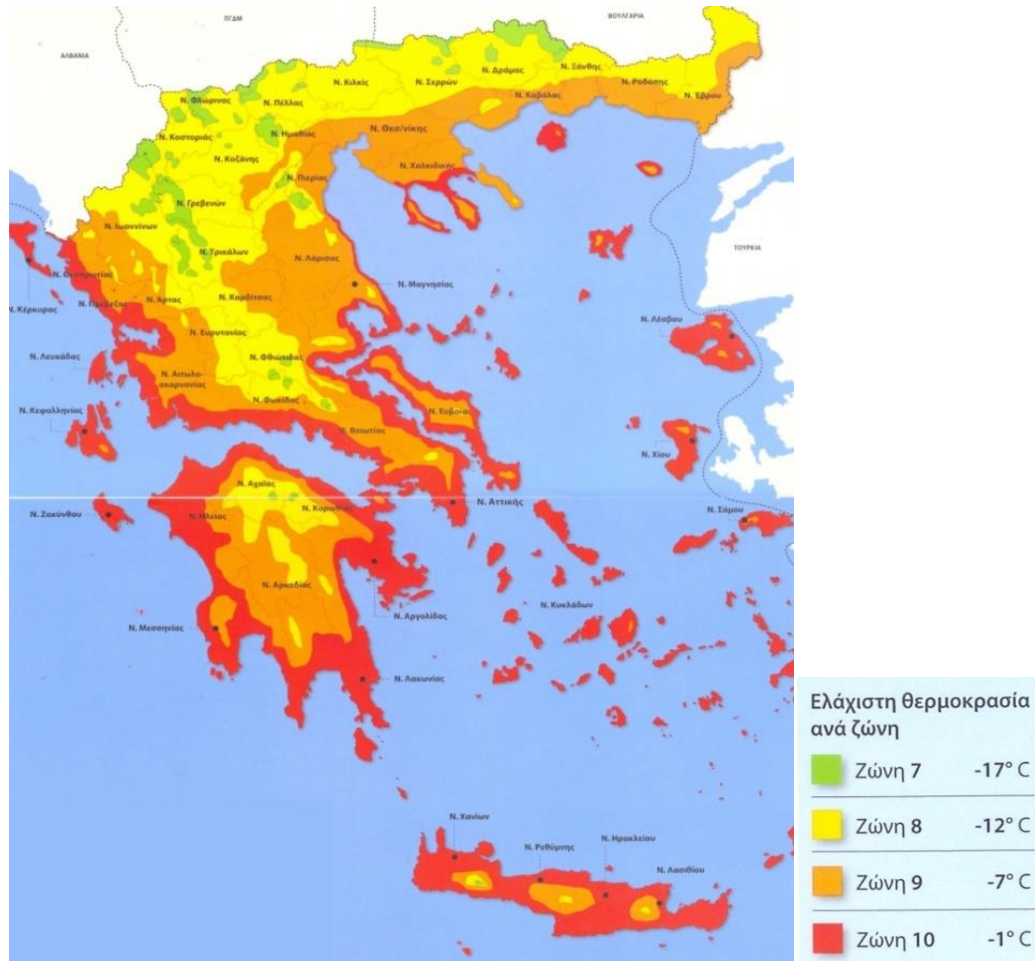 ΠΓΔΜ
ΒΟΥΛΓΑΡΙΑ
ΑΛΒΑΝΙΑ
Ν. Ξάνθης
Ν. Δράμας
Ν. Σερρών
Ν. Κιλκίς
Ν. Ροδόπης
Ν. Έβρου
Ν. Καβάλας
Ν. Φλώρινας
Ν. Πέλλας
Ν. Θεσ/νίκης
Ν. Ημαθίας
Ν. Καστοριάς
Ν. Κοζάνης
Ν. Χαλκιδικής
Ν. Πιερίας
Ν. Γρεβενών
Ν. Ιωαννίνων
Ν. Τρικάλων
ΤΟΥΡΚΙΑ
Ν. Λάρισας
Ν. Θεσπρωτίας
Ν. Μαγνησίας
Ν. Καρδίτσας
Ν. Άρτας
Ν. Πρέβεζας
Ν. Κέρκυρας
Ν. Λέσβου
Ν. Ευρυτανίας
Ν. Λευκάδας
Ν. Φθιώτιδας
Ν. Αιτωλο-
ακαρνανίας
Ν. Φωκίδας
Ν. Κεφαλληνίας
Ν. Ευβοίας
Ν. Βοιωτίας
Ν. Χίου
Ν. Αχαΐας
Ν. Αττικής
Ν. Κορινθίας
Ν. Ζακύνθου
Ν. Ηλείας
Ν. Σάμου
Ν. Αρκαδίας
Ν. Κυκλάδων
Ν. Αργολίδας
Ν. Μεσσηνίας
Ν. Λακωνίας
Ν. Χανίων
Ν. Ηρακλείου
Ν. Ρεθύμνης
Ν. Λασιθίου
Ελάχιστη θερμοκρασία
ανά ζώνη
Ζώνη 7 -17° C
Ζώνη 8 -12° C
Ζώνη 9 -7° C
Ζώνη 10 -1° C